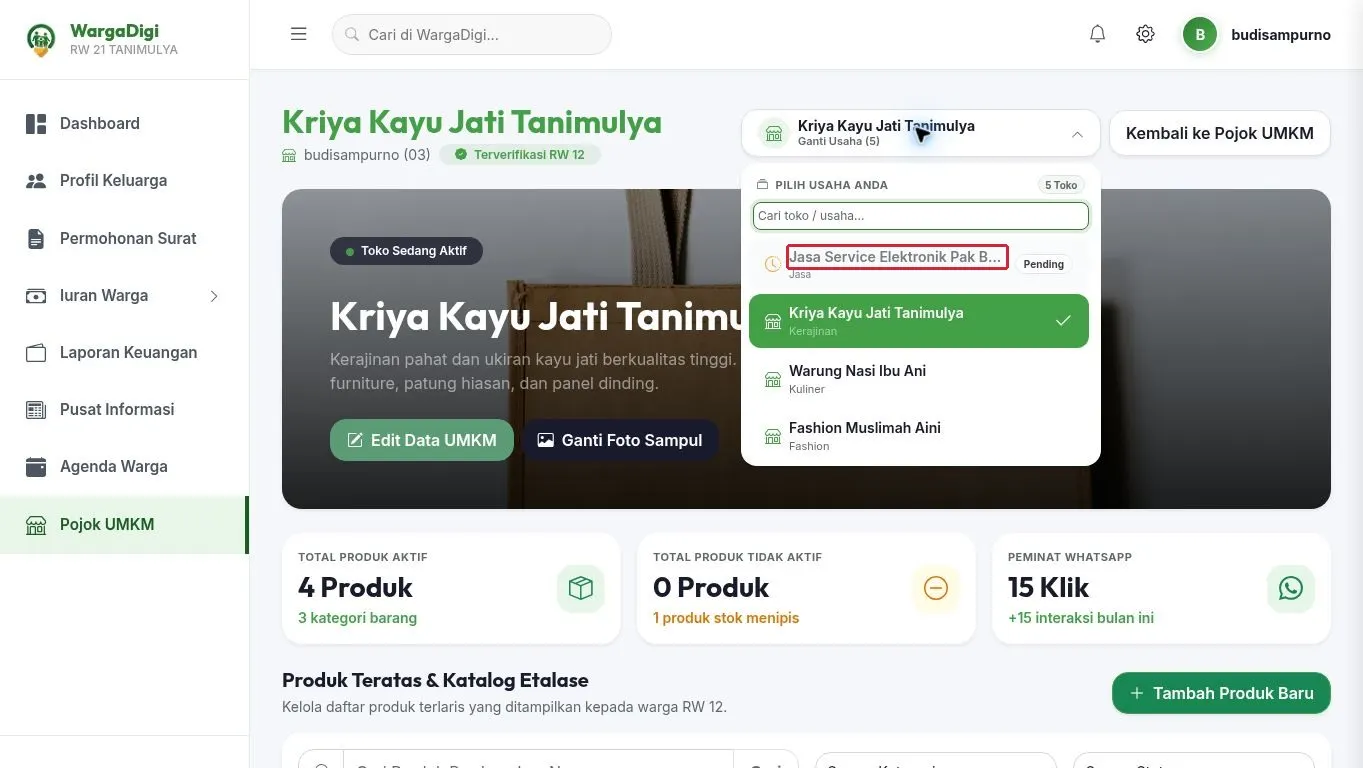 WargaDigi
RW 21 TANIMULYA
Cari di WargaDigi...
B
budisampurno
Dashboard
Profil Keluarga
Permohonan Surat
Iuran Warga
Laporan Keuangan
Pusat Informasi
Agenda Warga
Pojok UMKM
Kriya Kayu Jati Tanimulya
budisampurno (03)
Terverifikasi RW 12
Kriya Kayu Jati Tanimulya
Ganti Usaha (5)
Kembali ke Pojok UMKM
PILIH USAHA ANDA
5 Toko
Cari toko / usaha...
Jasa Service Elektronik Pak B...
Jasa
Pending
Kriya Kayu Jati Tanimulya
Kerajinan
Warung Nasi Ibu Ani
Kuliner
Fashion Muslimah Aini
Fashion
Toko Sedang Aktif
Kriya Kayu Jati Tanimu
Kerajinan pahat dan ukiran kayu jati berkualitas tinggi.
furniture, patung hiasan, dan panel dinding.
Edit Data UMKM
Ganti Foto Sampul
TOTAL PRODUK AKTIF
4 Produk
3 kategori barang
TOTAL PRODUK TIDAK AKTIF
0 Produk
1 produk stok menipis
PEMINAT WHATSAPP
15 Klik
+15 interaksi bulan ini
Produk Teratas & Katalog Etalase
Kelola daftar produk terlaris yang ditampilkan kepada warga RW 12.
+ Tambah Produk Baru